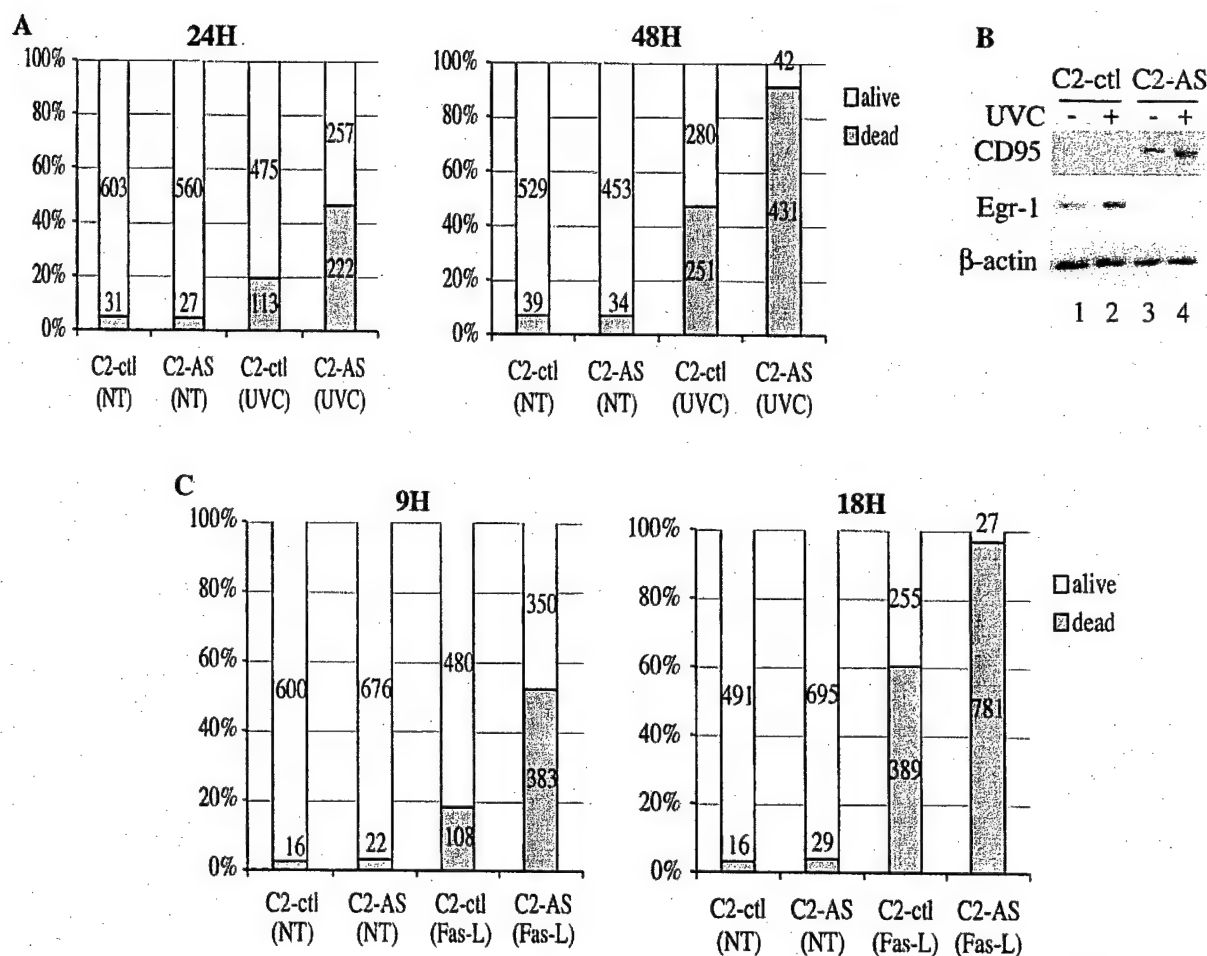 A
24H
100%
80%
60%
40%
20%
0%
603
560
475
257
31
27
113
222
C2-ctl (NT)
C2-AS (NT)
C2-ctl (UVC)
C2-AS (UVC)
48H
100%
80%
60%
40%
20%
0%
42
529
453
280
431
39
34
251
C2-ctl (NT)
C2-AS (NT)
C2-ctl (UVC)
C2-AS (UVC)
alive
dead
B
C2-ctl C2-AS
UVC - + - +
CD95
Egr-1
β-actin
1 2 3 4
C
9H
100%
80%
60%
40%
20%
0%
600
676
480
350
16
22
108
383
C2-ctl (NT)
C2-AS (NT)
C2-ctl (Fas-L)
C2-AS (Fas-L)
18H
100%
80%
60%
40%
20%
0%
27
491
695
255
781
16
29
389
C2-ctl (NT)
C2-AS (NT)
C2-ctl (Fas-L)
C2-AS (Fas-L)
alive
dead